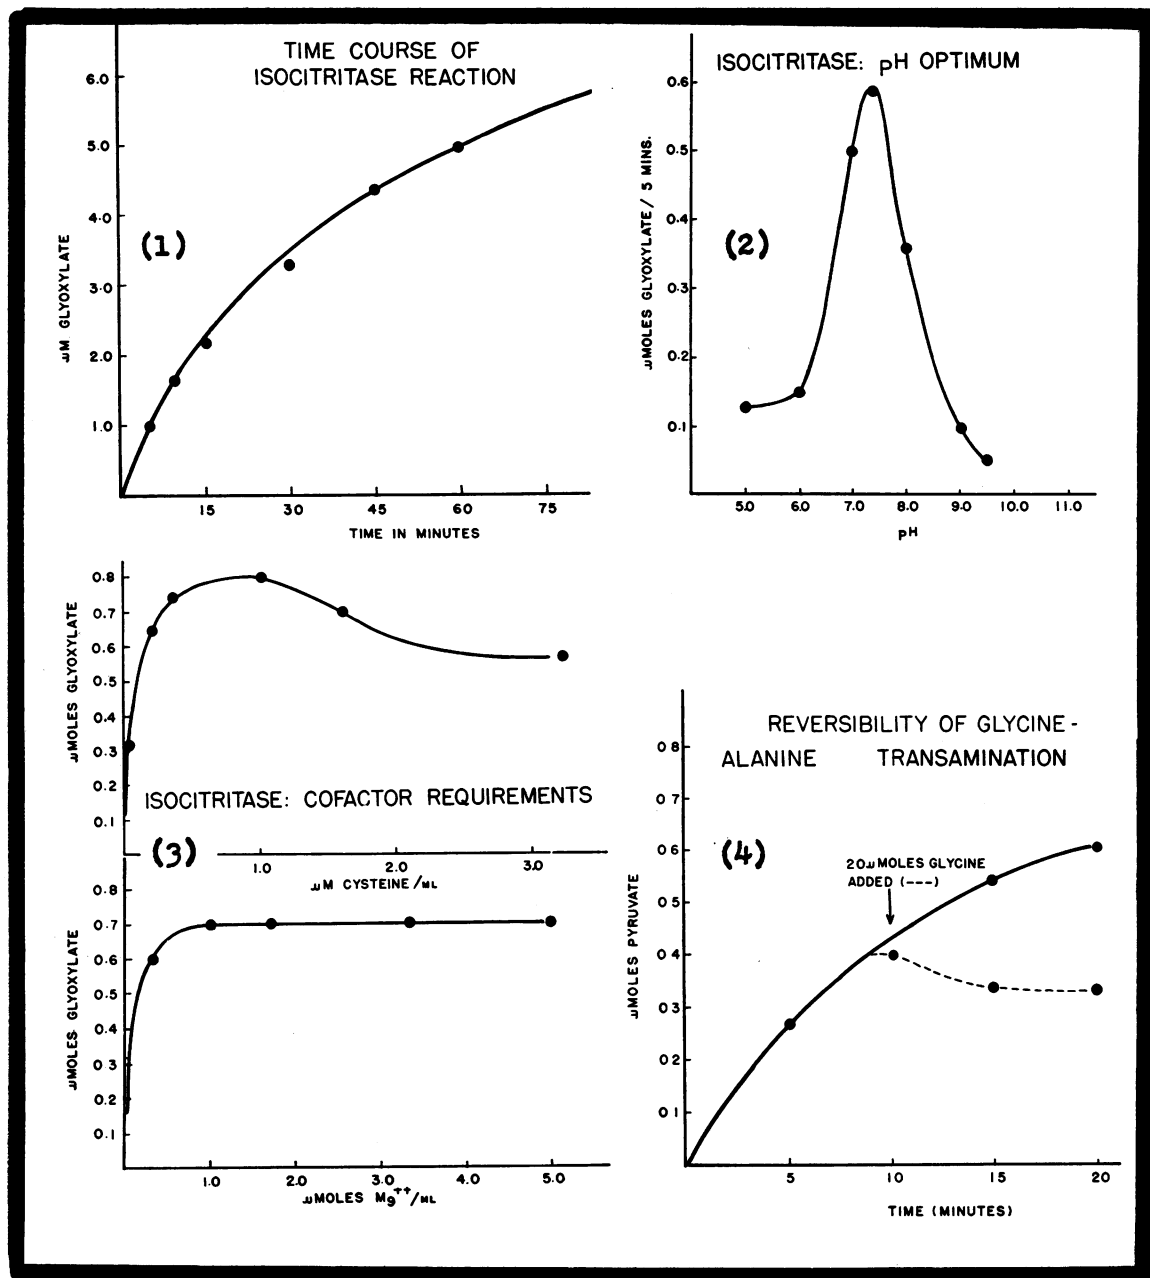 TIME COURSE OF
ISOCITRITASE REACTION
6.0
5.0
4.0
3.0
2.0
1.0
(1)
µM GLYOXYLATE
15 30 45 60 75
TIME IN MINUTES
ISOCITRITASE: pH OPTIMUM
0.6
0.5
0.4
0.3
0.2
0.1
(2)
µMOLES GLYOXYLATE/ 5 MINS.
5.0 6.0 7.0 8.0 9.0 10.0 11.0
pH
0.8
0.7
0.6
0.5
0.4
0.3
0.2
0.1
µMOLES GLYOXYLATE
ISOCITRITASE: COFACTOR REQUIREMENTS
(3)
1.0 2.0 3.0
µM CYSTEINE/ML
0.8
0.7
0.6
0.5
0.4
0.3
0.2
0.1
µMOLES GLYOXYLATE
1.0 2.0 3.0 4.0 5.0
µMOLES Mg++/ML
REVERSIBILITY OF GLYCINE-
ALANINE TRANSAMINATION
0.8
0.7
0.6
0.5
0.4
0.3
0.2
0.1
(4)
20µMOLES GLYCINE
ADDED (---)
µMOLES PYRUVATE
5 10 15 20
TIME (MINUTES)